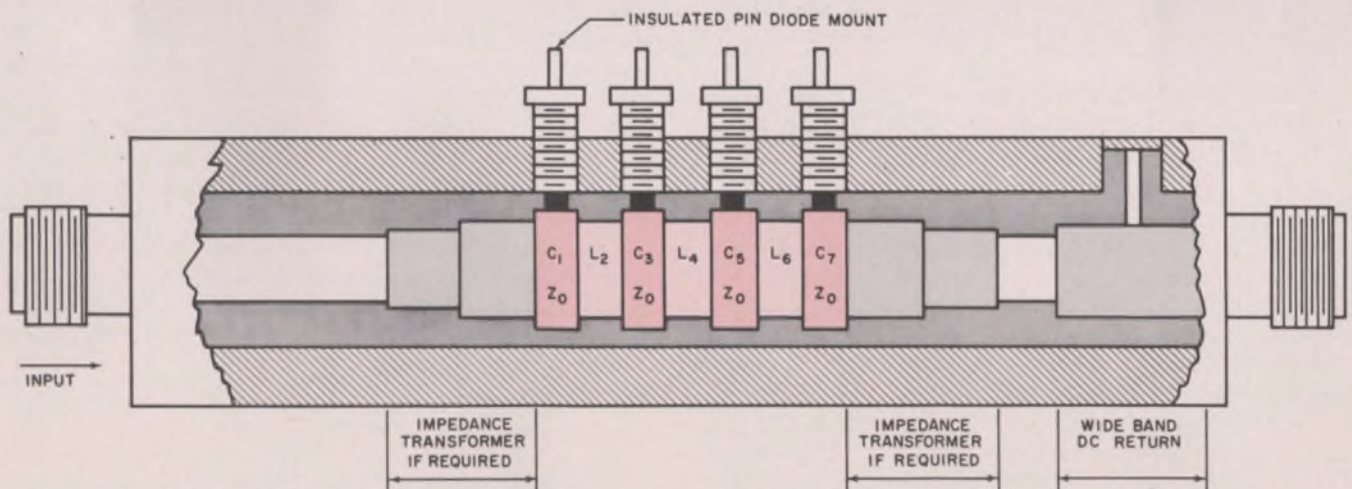 INSULATED PIN DIODE MOUNT
C1 L2 C3 L4 C5 L6 C7
Z0 Z0 Z0 Z0
INPUT
IMPEDANCE
TRANSFORMER
IF REQUIRED
IMPEDANCE
TRANSFORMER
IF REQUIRED
WIDE BAND
DC RETURN